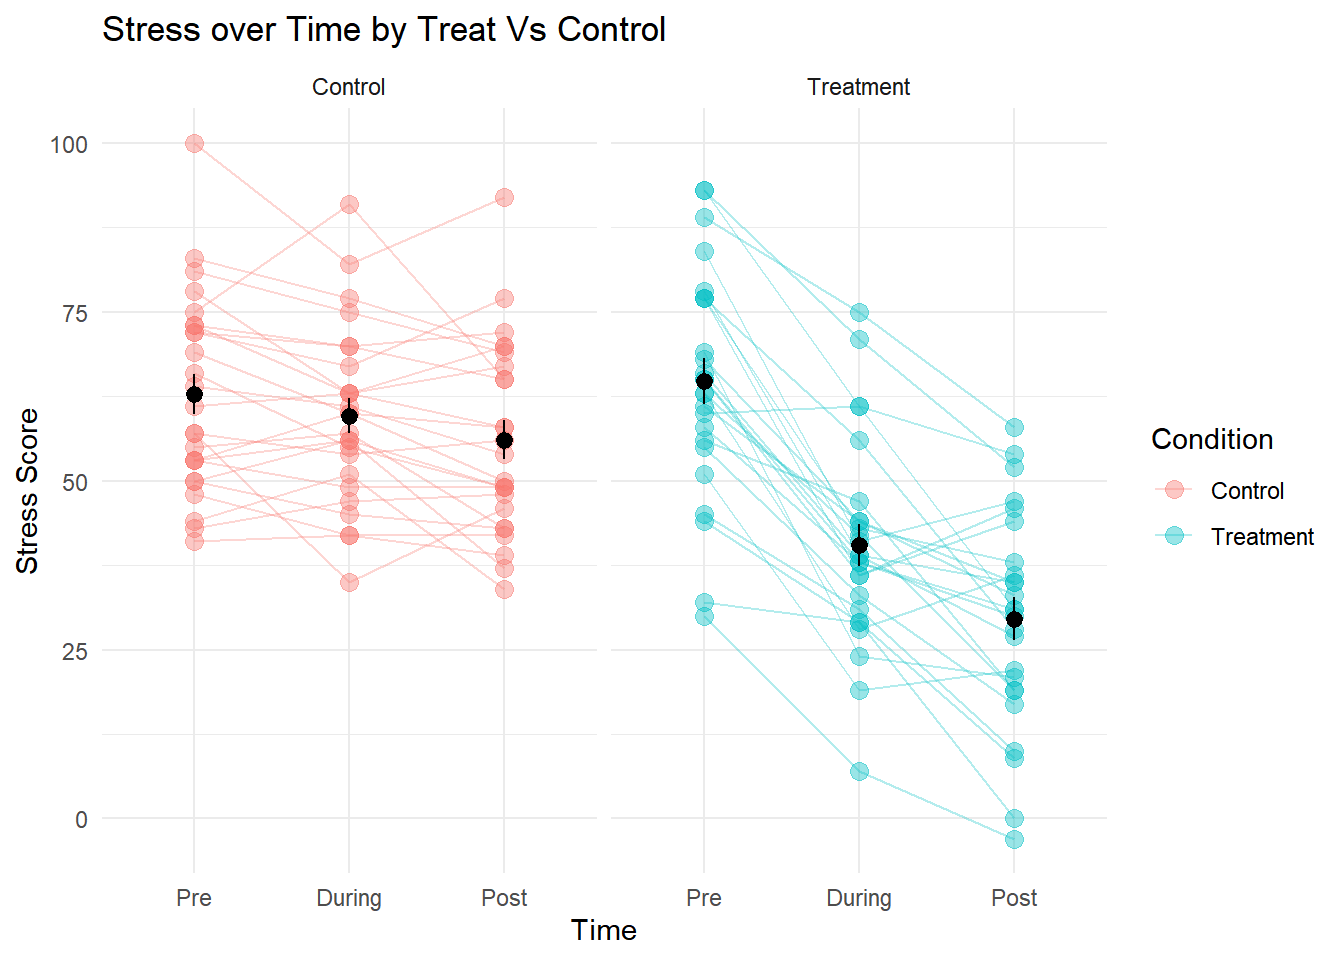 Stress over Time by Treat Vs Control
Control
Treatment
100
75
50
25
0
Stress Score
Pre
During
Post
Pre
During
Post
Time
Condition
Control
Treatment